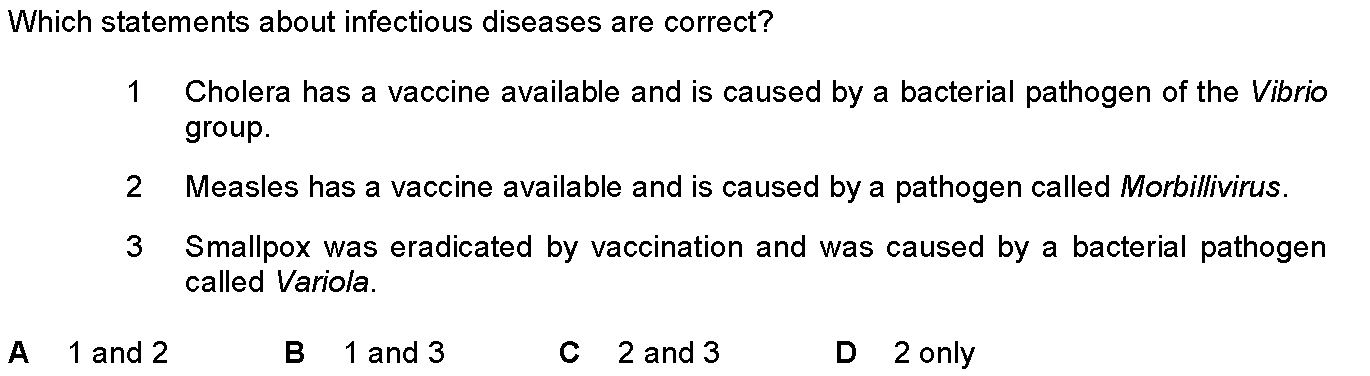 Which statements about infectious diseases are correct?
1 Cholera has a vaccine available and is caused by a bacterial pathogen of the Vibrio
group.
2 Measles has a vaccine available and is caused by a pathogen called Morbillivirus.
3 Smallpox was eradicated by vaccination and was caused by a bacterial pathogen
called Variola.
A 1 and 2 B 1 and 3 C 2 and 3 D 2 only